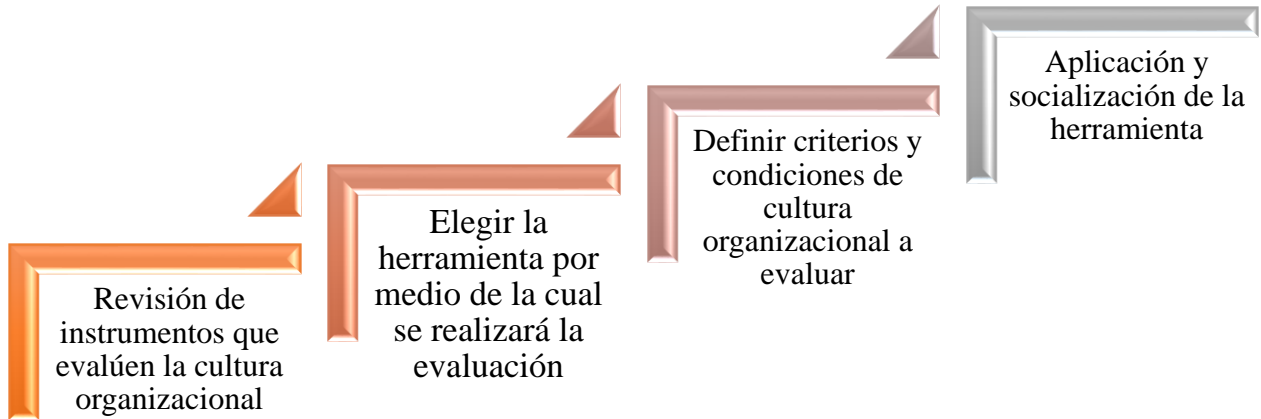 Revisión de
instrumentos que
evalúen la cultura
organizacional
Elegir la
herramienta por
medio de la cual
se realizará la
evaluación
Definir criterios y
condiciones de
cultura
organizacional a
evaluar
Aplicación y
socialización de la
herramienta